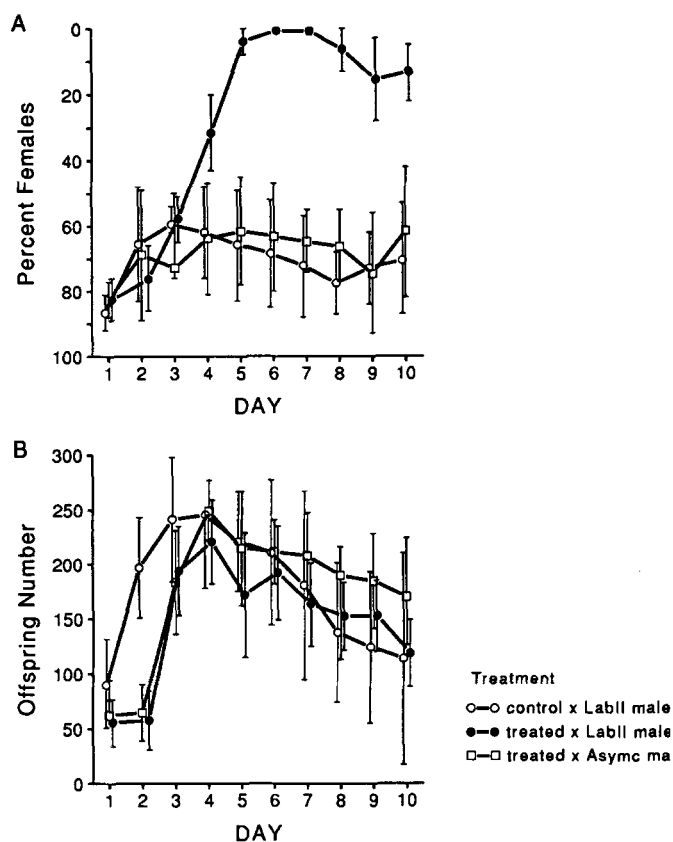 A
Percent Females
0
20
40
60
80
100
1 2 3 4 5 6 7 8 9 10
DAY
B
Offspring Number
300
250
200
150
100
50
0
1 2 3 4 5 6 7 8 9 10
DAY
Treatment
control x LabII male
treated x LabII male
treated x Asymc ma